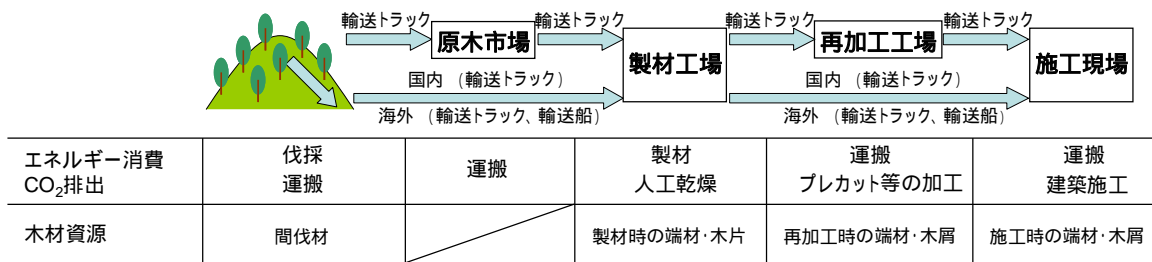 輸送トラック
輸送トラック
輸送トラック
輸送トラック
原木市場
製材工場
再加工工場
施工現場
国内 (輸送トラック)
海外 (輸送トラック、輸送船)
国内 (輸送トラック)
海外 (輸送トラック、輸送船)
エネルギー消費
CO2排出
伐採
運搬
運搬
製材
人工乾燥
運搬
プレカット等の加工
運搬
建築施工
木材資源
間伐材
製材時の端材・木片
再加工時の端材・木屑
施工時の端材・木屑